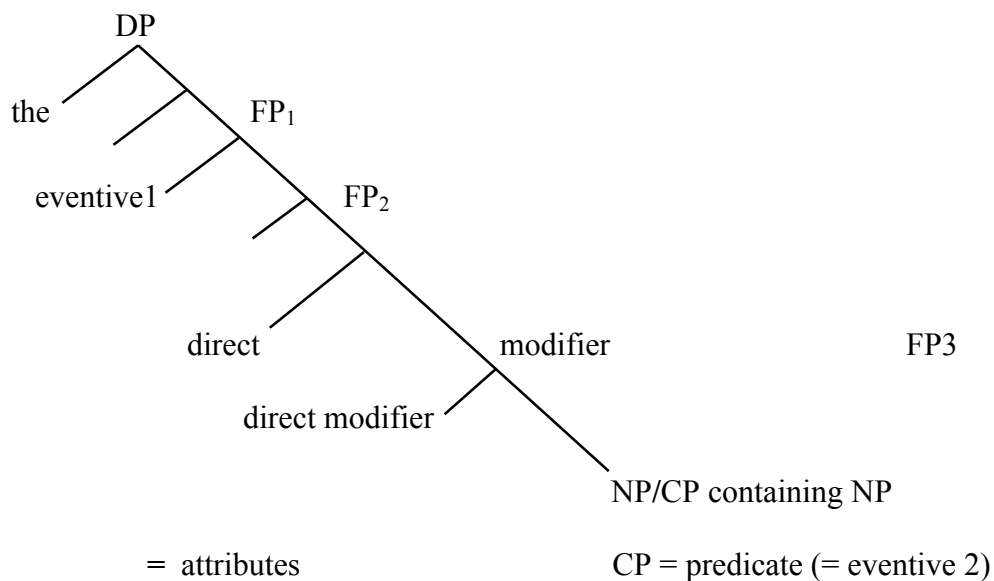 DP
the FP₁
eventive1 FP₂
direct modifier FP3
direct modifier
NP/CP containing NP
= attributes CP = predicate (= eventive 2)